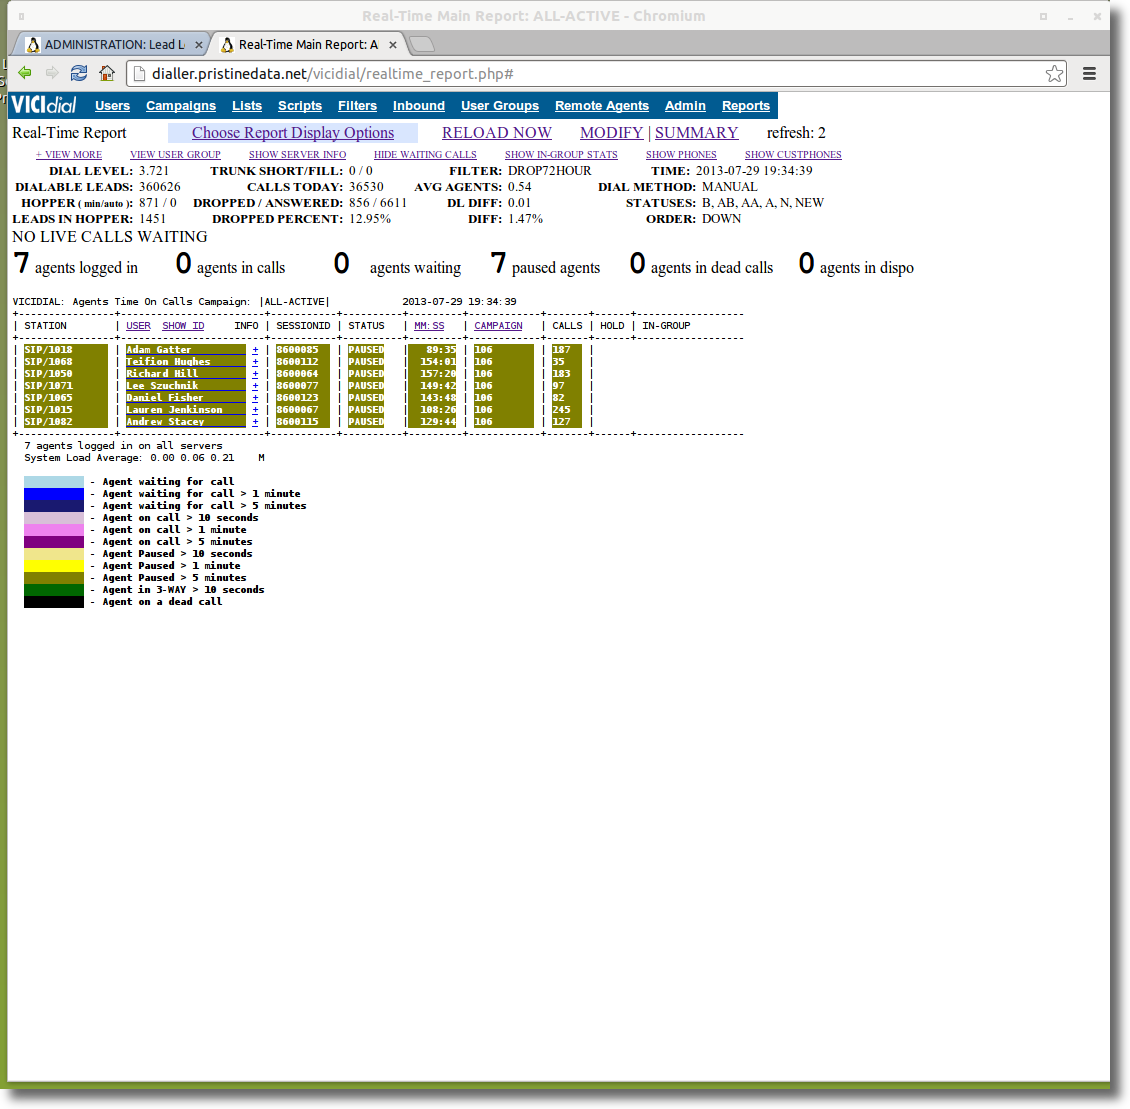 Real-Time Main Report: ALL-ACTIVE - Chromium
ADMINISTRATION: Lead L
Real-Time Main Report: A
dialler.pristinedata.net/vicidial/realtime_report.php#
VICIdial Users Campaigns Lists Scripts Filters Inbound User Groups Remote Agents Admin Reports
Real-Time Report Choose Report Display Options RELOAD NOW MODIFY | SUMMARY refresh: 2
+ VIEW MORE VIEW USER GROUP SHOW SERVER INFO HIDE WAITING CALLS SHOW IN-GROUP STATS SHOW PHONES SHOW CUSTPHONES
DIAL LEVEL: 3.721 TRUNK SHORT/FILL: 0 / 0 FILTER: DROP72HOUR TIME: 2013-07-29 19:34:39
DIALABLE LEADS: 360626 CALLS TODAY: 36530 AVG AGENTS: 0.54 DIAL METHOD: MANUAL
HOPPER ( min/auto ): 871 / 0 DROPPED / ANSWERED: 856 / 6611 DL DIFF: 0.01 STATUSES: B, AB, AA, A, N, NEW
LEADS IN HOPPER: 1451 DROPPED PERCENT: 12.95% DIFF: 1.47% ORDER: DOWN
NO LIVE CALLS WAITING
7 agents logged in 0 agents in calls 0 agents waiting 7 paused agents 0 agents in dead calls 0 agents in dispo
VICIDIAL: Agents Time On Calls Campaign: |ALL-ACTIVE| 2013-07-29 19:34:39
+----------------+------------------------+-----------+----------+---------+------------+-------+------+------------------
| STATION | USER SHOW ID INFO | SESSIONID | STATUS | MM:SS | CAMPAIGN | CALLS | HOLD | IN-GROUP
+----------------+------------------------+-----------+----------+---------+------------+-------+------+------------------
| SIP/1018 | Adam Gatter + | 8600085 | PAUSED | 89:35 | 106 | 187 |
| SIP/1068 | Teifion Hughes + | 8600112 | PAUSED | 154:01 | 106 | 35 |
| SIP/1050 | Richard Hill + | 8600064 | PAUSED | 157:20 | 106 | 183 |
| SIP/1071 | Lee Szuchnik + | 8600077 | PAUSED | 149:42 | 106 | 97 |
| SIP/1065 | Daniel Fisher + | 8600123 | PAUSED | 143:48 | 106 | 82 |
| SIP/1015 | Lauren Jenkinson + | 8600067 | PAUSED | 108:26 | 106 | 245 |
| SIP/1082 | Andrew Stacey + | 8600115 | PAUSED | 129:44 | 106 | 127 |
+----------------+------------------------+-----------+----------+---------+------------+-------+------+------------------
7 agents logged in on all servers
System Load Average: 0.00 0.06 0.21 M
- Agent waiting for call
- Agent waiting for call > 1 minute
- Agent waiting for call > 5 minutes
- Agent on call > 10 seconds
- Agent on call > 1 minute
- Agent on call > 5 minutes
- Agent Paused > 10 seconds
- Agent Paused > 1 minute
- Agent Paused > 5 minutes
- Agent in 3-WAY > 10 seconds
- Agent on a dead call